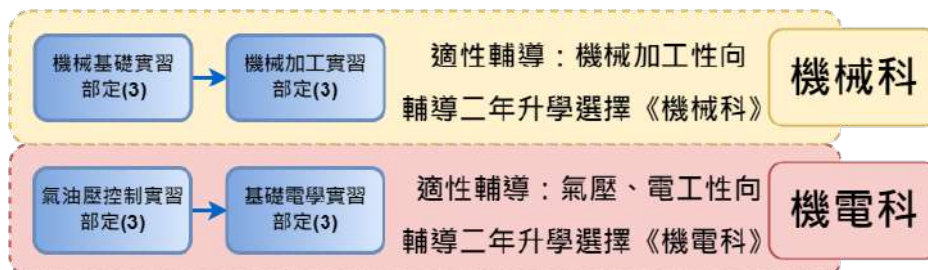 機械基礎實習
部定(3)
機械加工實習
部定(3)
適性輔導：機械加工性向
輔導二年升學選擇《機械科》
機械科
氣油壓控制實習
部定(3)
基礎電學實習
部定(3)
適性輔導：氣壓、電工性向
輔導二年升學選擇《機電科》
機電科